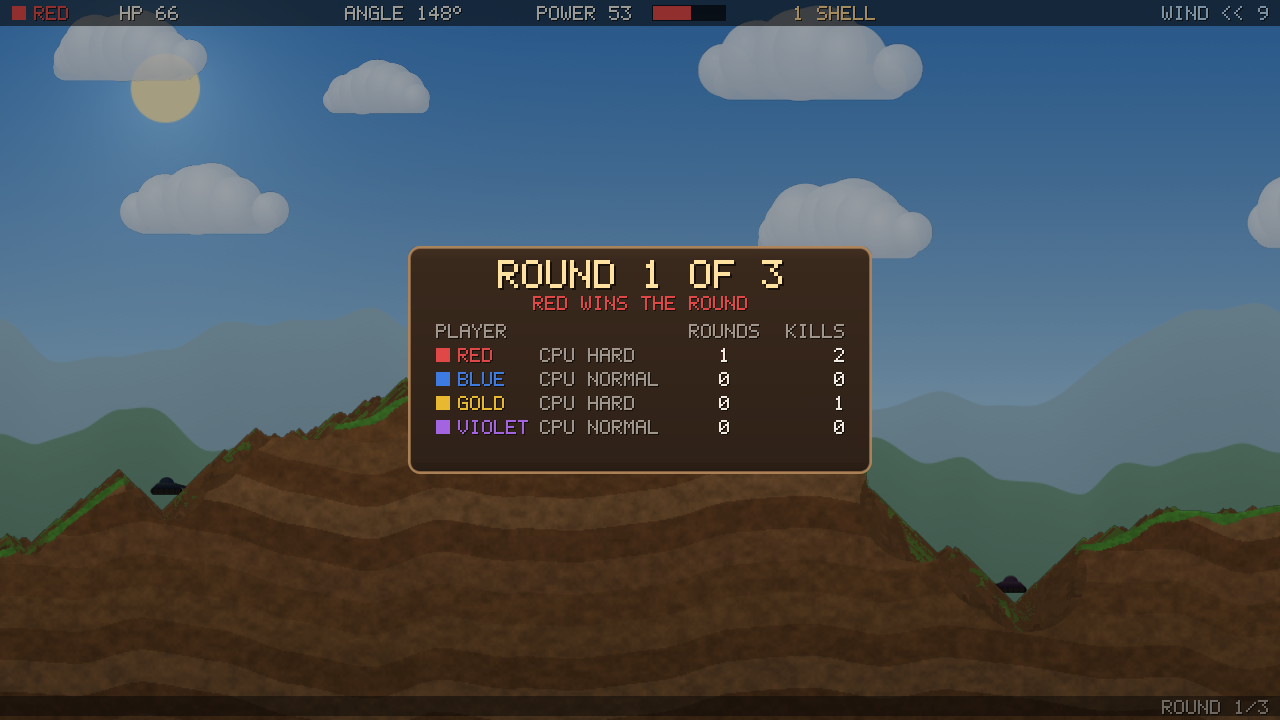 RED HP 66 ANGLE 148° POWER 53 1 SHELL WIND << 9
ROUND 1 OF 3
RED WINS THE ROUND
PLAYER ROUNDS KILLS
RED CPU HARD 1 2
BLUE CPU NORMAL 0 0
GOLD CPU HARD 0 1
VIOLET CPU NORMAL 0 0
ROUND 1/3